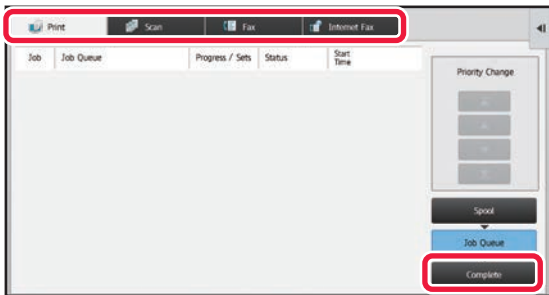 Print Scan Fax Internet Fax
Job Job Queue Progress / Sets Status Start Time
Priority Change
Spool
Job Queue
Complete